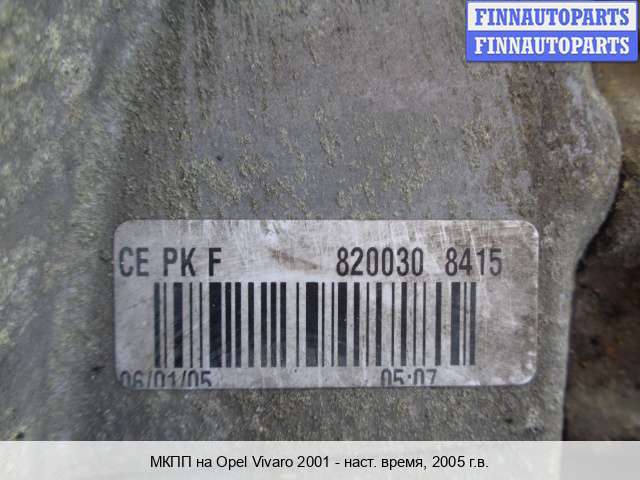 FINNAUTOPARTS
FINNAUTOPARTS
CE PK F 820030 8415
06/01/05 05:07
МКПП на Opel Vivaro 2001 - наст. время, 2005 г.в.